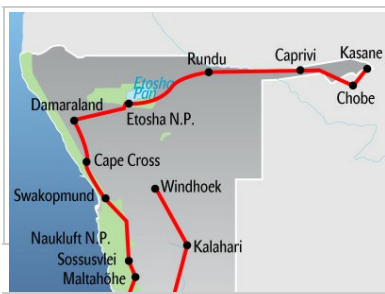 Rundu
Caprivi
Kasane
Etosha
Pan
Chobe
Damaraland
Etosha N.P.
Cape Cross
Windhoek
Swakopmund
Naukluft N.P.
Kalahari
Sossusvlei
Maltahöhe